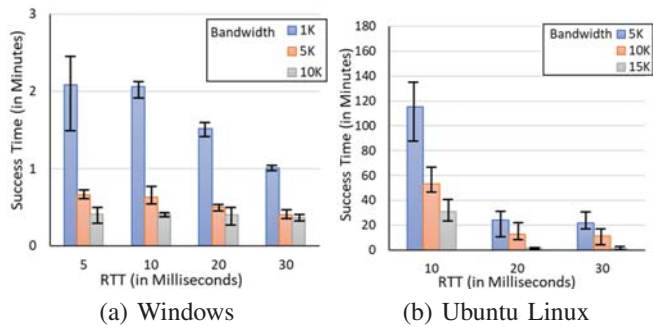 Bandwidth
1K
5K
10K
Success Time (in Minutes)
3
2
1
0
5 10 20 30
RTT (in Milliseconds)
(a) Windows
Bandwidth
5K
10K
15K
Success Time (in Minutes)
180
160
140
120
100
80
60
40
20
0
10 20 30
RTT (in Milliseconds)
(b) Ubuntu Linux